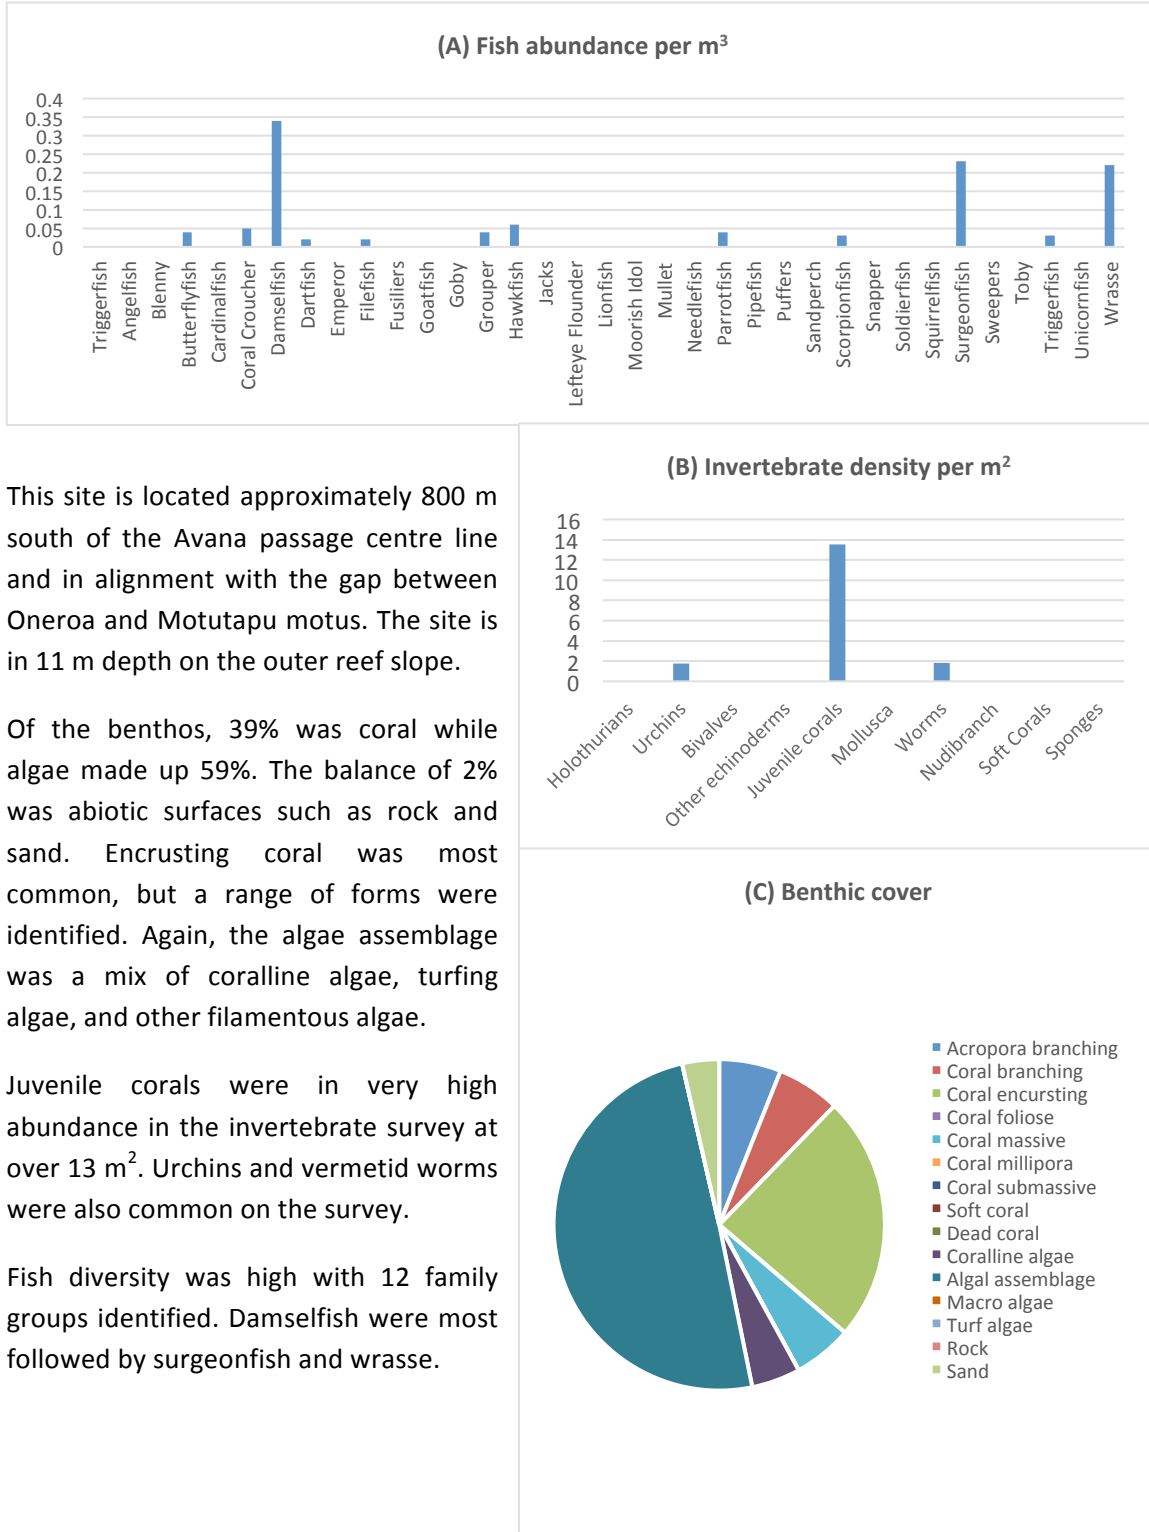 (A) Fish abundance per m³
0.4
0.35
0.3
0.25
0.2
0.15
0.1
0.05
0
Triggerfish
Angelfish
Blenny
Butterflyfish
Cardinalfish
Coral Croucher
Damselfish
Dartfish
Emperor
Filefish
Fusiliers
Goatfish
Goby
Grouper
Hawkfish
Jacks
Lefteye Flounder
Lionfish
Moorish Idol
Mullet
Needlefish
Parrotfish
Pipefish
Puffers
Sandperch
Scorpionfish
Snapper
Soldierfish
Squirrelfish
Surgeonfish
Sweepers
Toby
Triggerfish
Unicornfish
Wrasse
This site is located approximately 800 m
south of the Avana passage centre line
and in alignment with the gap between
Oneroa and Motutapu motus. The site is
in 11 m depth on the outer reef slope.
Of the benthos, 39% was coral while
algae made up 59%. The balance of 2%
was abiotic surfaces such as rock and
sand. Encrusting coral was most
common, but a range of forms were
identified. Again, the algae assemblage
was a mix of coralline algae, turfing
algae, and other filamentous algae.
Juvenile corals were in very high
abundance in the invertebrate survey at
over 13 m². Urchins and vermetid worms
were also common on the survey.
Fish diversity was high with 12 family
groups identified. Damselfish were most
followed by surgeonfish and wrasse.
(B) Invertebrate density per m²
16
14
12
10
8
6
4
2
0
Holothurians
Urchins
Bivalves
Other echinoderms
Juvenile corals
Mollusca
Worms
Nudibranch
Soft Corals
Sponges
(C) Benthic cover
Acropora branching
Coral branching
Coral encursting
Coral foliose
Coral massive
Coral millipora
Coral submassive
Soft coral
Dead coral
Coralline algae
Algal assemblage
Macro algae
Turf algae
Rock
Sand